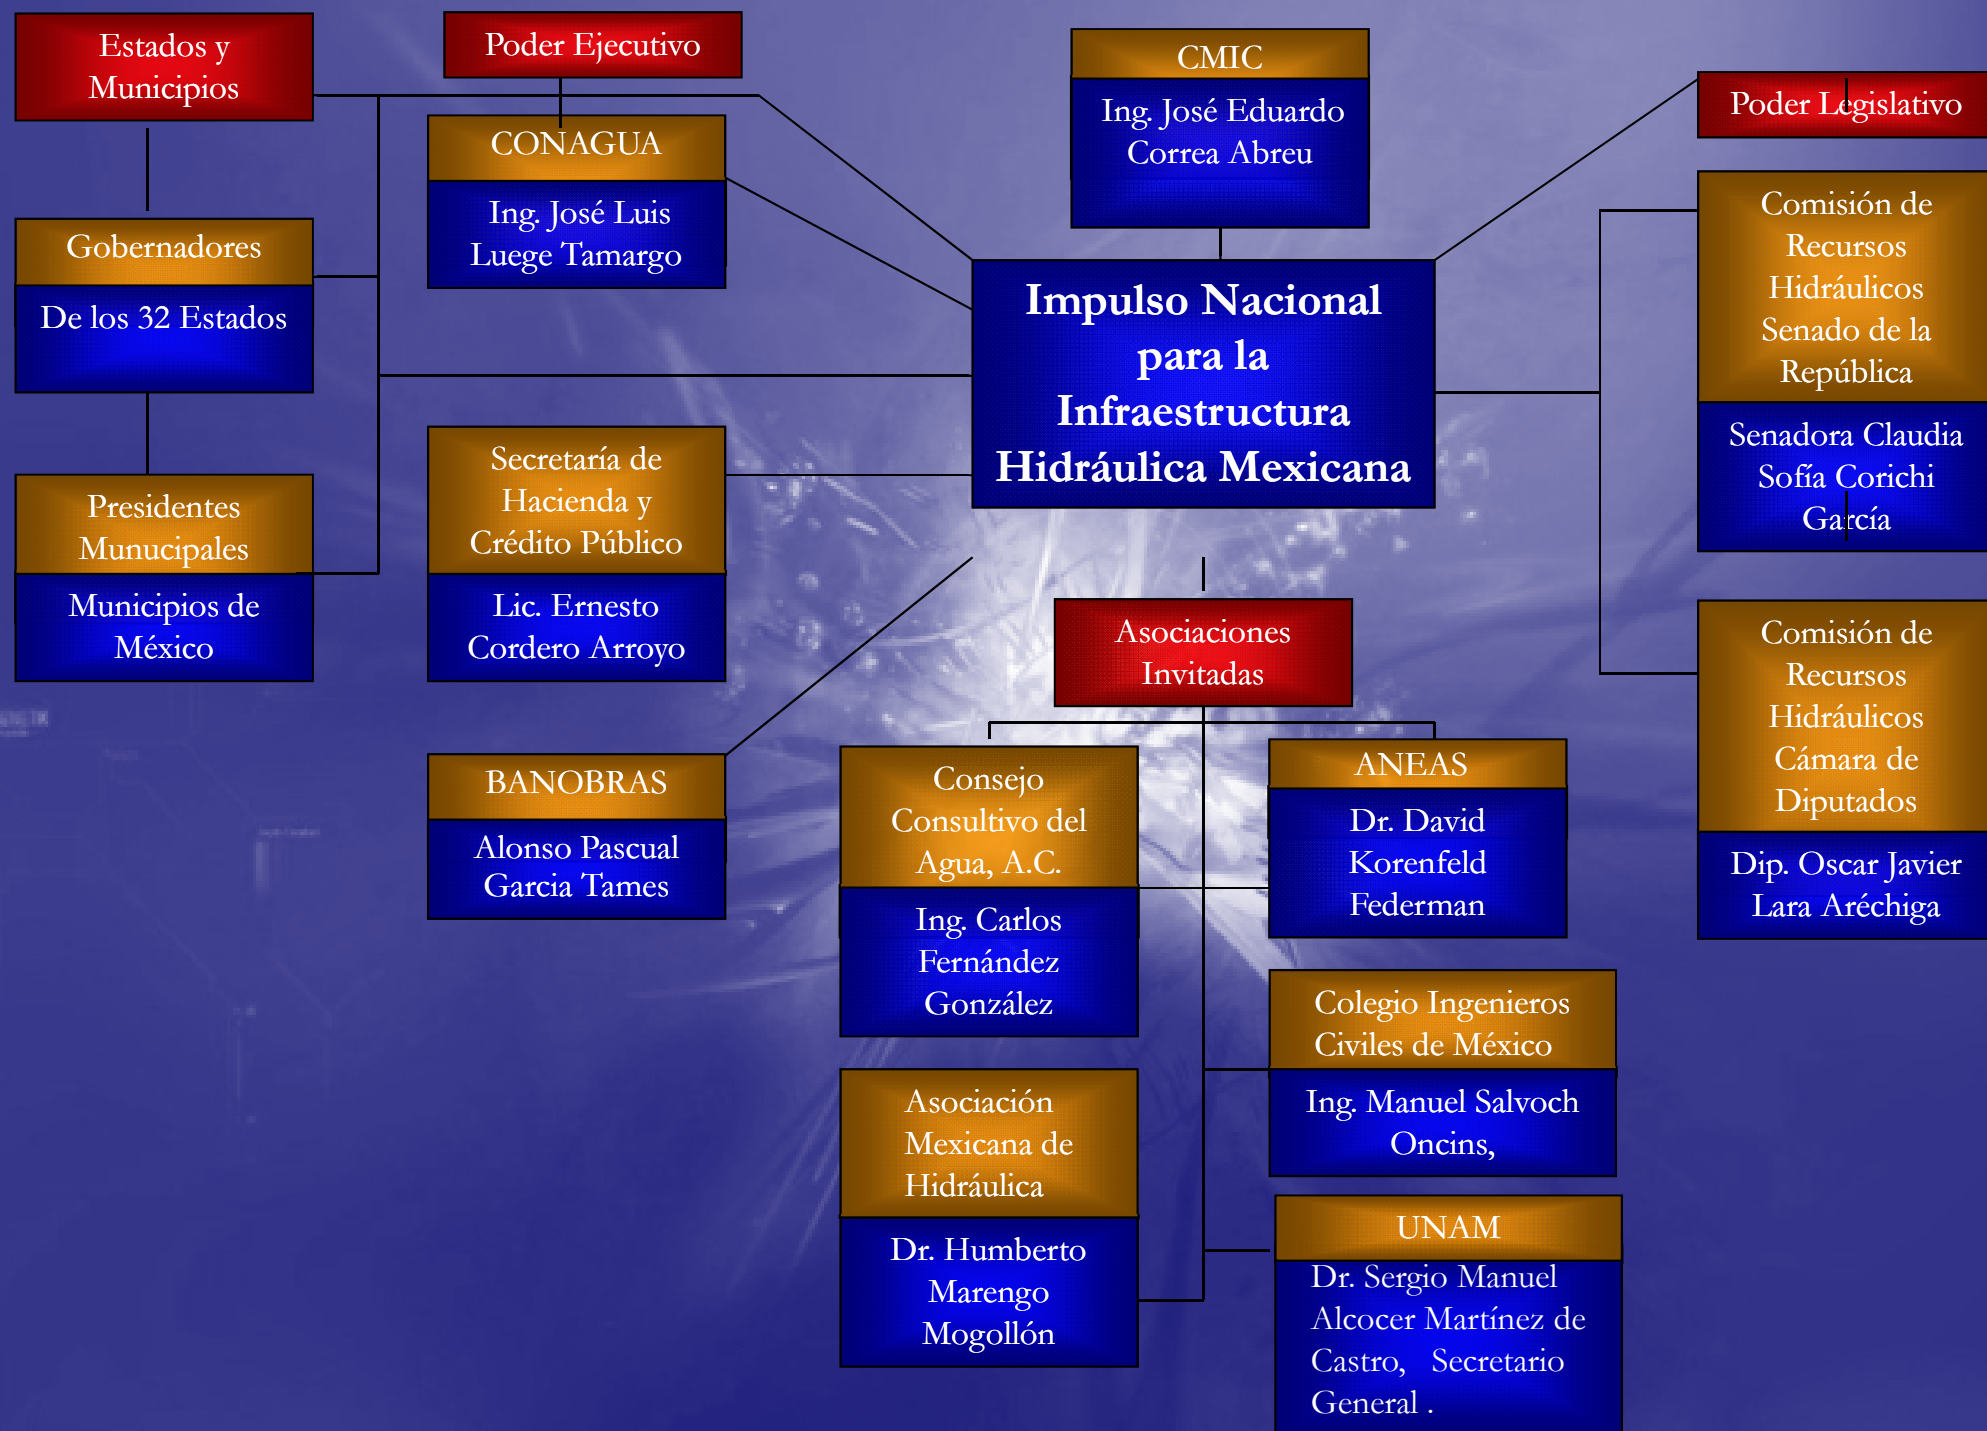 Estados y
Municipios
Gobernadores
De los 32 Estados
Presidentes
Munucipales
Municipios de
México
Poder Ejecutivo
CONAGUA
Ing. José Luis
Luege Tamargo
Secretaría de
Hacienda y
Crédito Público
Lic. Ernesto
Cordero Arroyo
BANOBRAS
Alonso Pascual
Garcia Tames
CMIC
Ing. José Eduardo
Correa Abreu
Impulso Nacional
para la
Infraestructura
Hidráulica Mexicana
Asociaciones
Invitadas
Consejo
Consultivo del
Agua, A.C.
Ing. Carlos
Fernández
González
Asociación
Mexicana de
Hidráulica
Dr. Humberto
Marengo
Mogollón
ANEAS
Dr. David
Korenfeld
Federman
Colegio Ingenieros
Civiles de México
Ing. Manuel Salvoch
Oncins,
UNAM
Dr. Sergio Manuel
Alcocer Martínez de
Castro, Secretario
General .
Poder Legislativo
Comisión de
Recursos
Hidráulicos
Senado de la
República
Senadora Claudia
Sofía Corichi
García
Comisión de
Recursos
Hidráulicos
Cámara de
Diputados
Dip. Oscar Javier
Lara Aréchiga